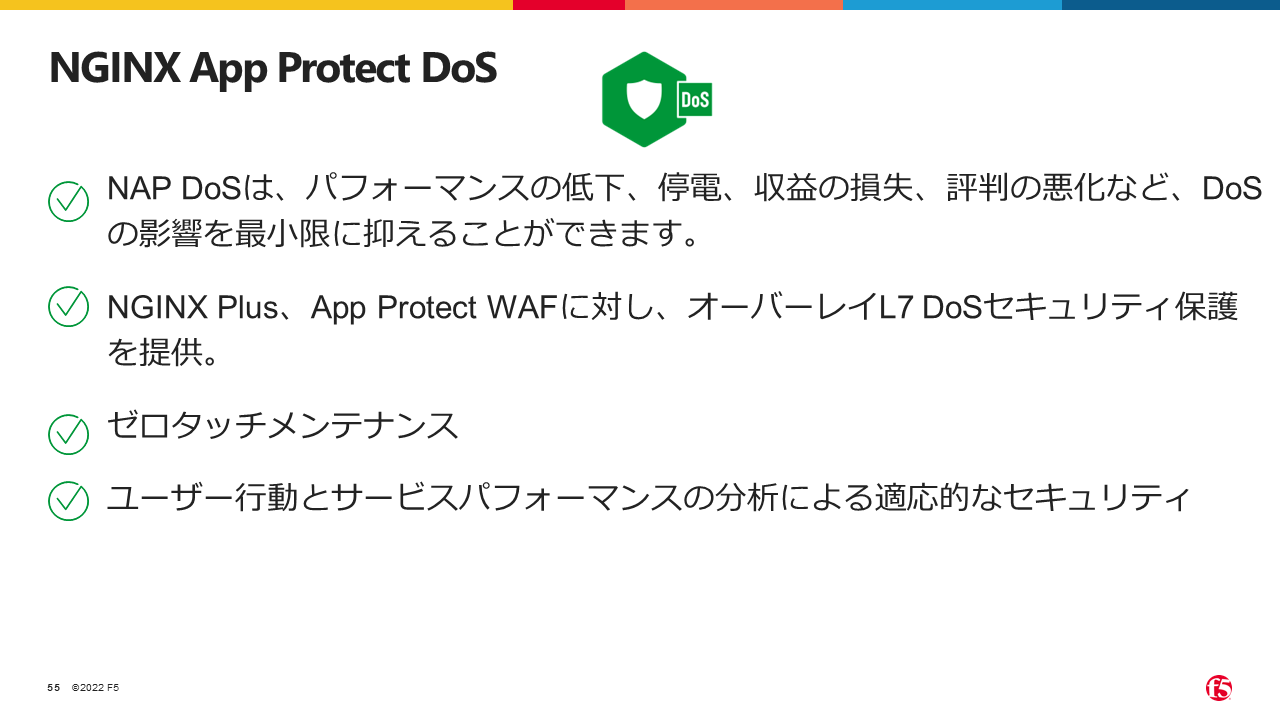 NGINX App Protect DoS
DoS
NAP DoSは、パフォーマンスの低下、停電、収益の損失、評判の悪化など、DoS
の影響を最小限に抑えることができます。
NGINX Plus、App Protect WAFに対し、オーバーレイL7 DoSセキュリティ保護
を提供。
ゼロタッチメンテナンス
ユーザー行動とサービスパフォーマンスの分析による適応的なセキュリティ
55 ©2022 F5
f5